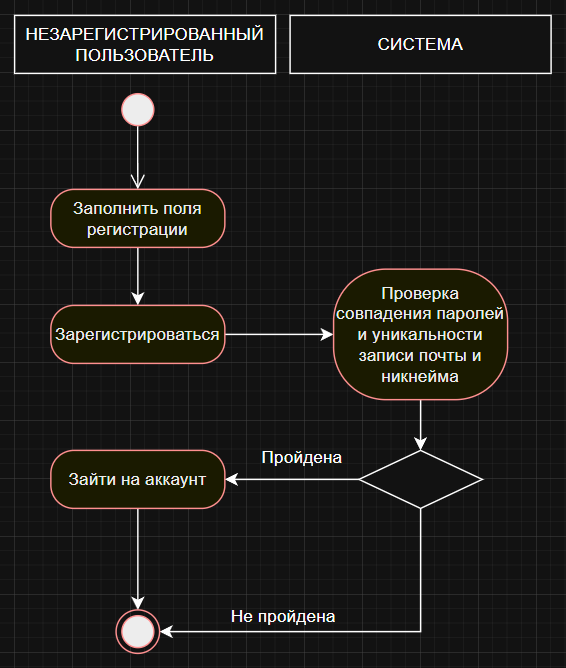 НЕЗАРЕГИСТРИРОВАННЫЙ
ПОЛЬЗОВАТЕЛЬ
СИСТЕМА
Заполнить поля
регистрации
Зарегистрироваться
Проверка
совпадения паролей
и уникальности
записи почты и
никнейма
Пройдена
Зайти на аккаунт
Не пройдена